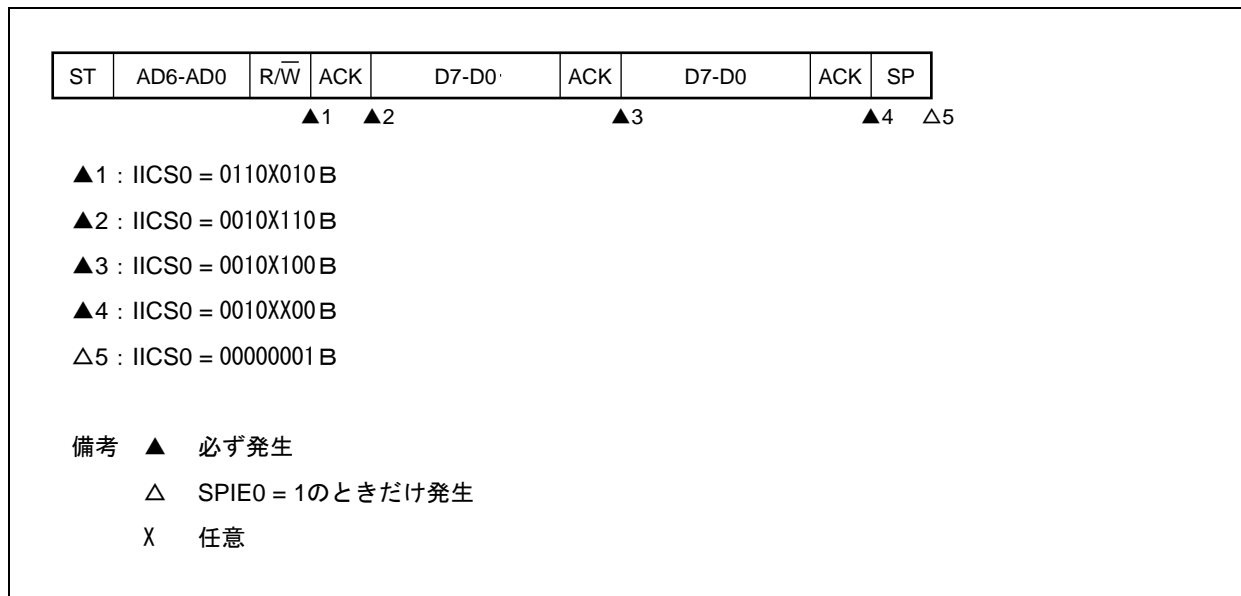 ST AD6-AD0 R/W̅ ACK D7-D0 ACK D7-D0 ACK SP
▲1 ▲2 ▲3 ▲4 △5
▲1 : IICS0 = 0110X010B
▲2 : IICS0 = 0010X110B
▲3 : IICS0 = 0010X100B
▲4 : IICS0 = 0010XX00B
△5 : IICS0 = 00000001B
備考 ▲ 必ず発生
△ SPIE0 = 1のときだけ発生
X 任意